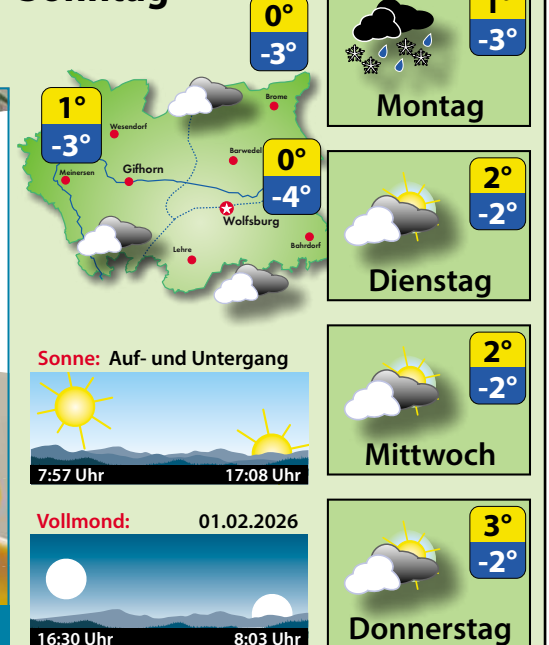 Sonntag
0°
-3°
1°
-3°
Brome
Wesendorf
Barwedel
0°
-4°
Meinersen
Gifhorn
Wolfsburg
Lehre
Bahrdorf
Sonne: Auf- und Untergang
7:57 Uhr
17:08 Uhr
Vollmond:
01.02.2026
16:30 Uhr
8:03 Uhr
1°
-3°
Montag
2°
-2°
Dienstag
2°
-2°
Mittwoch
3°
-2°
Donnerstag